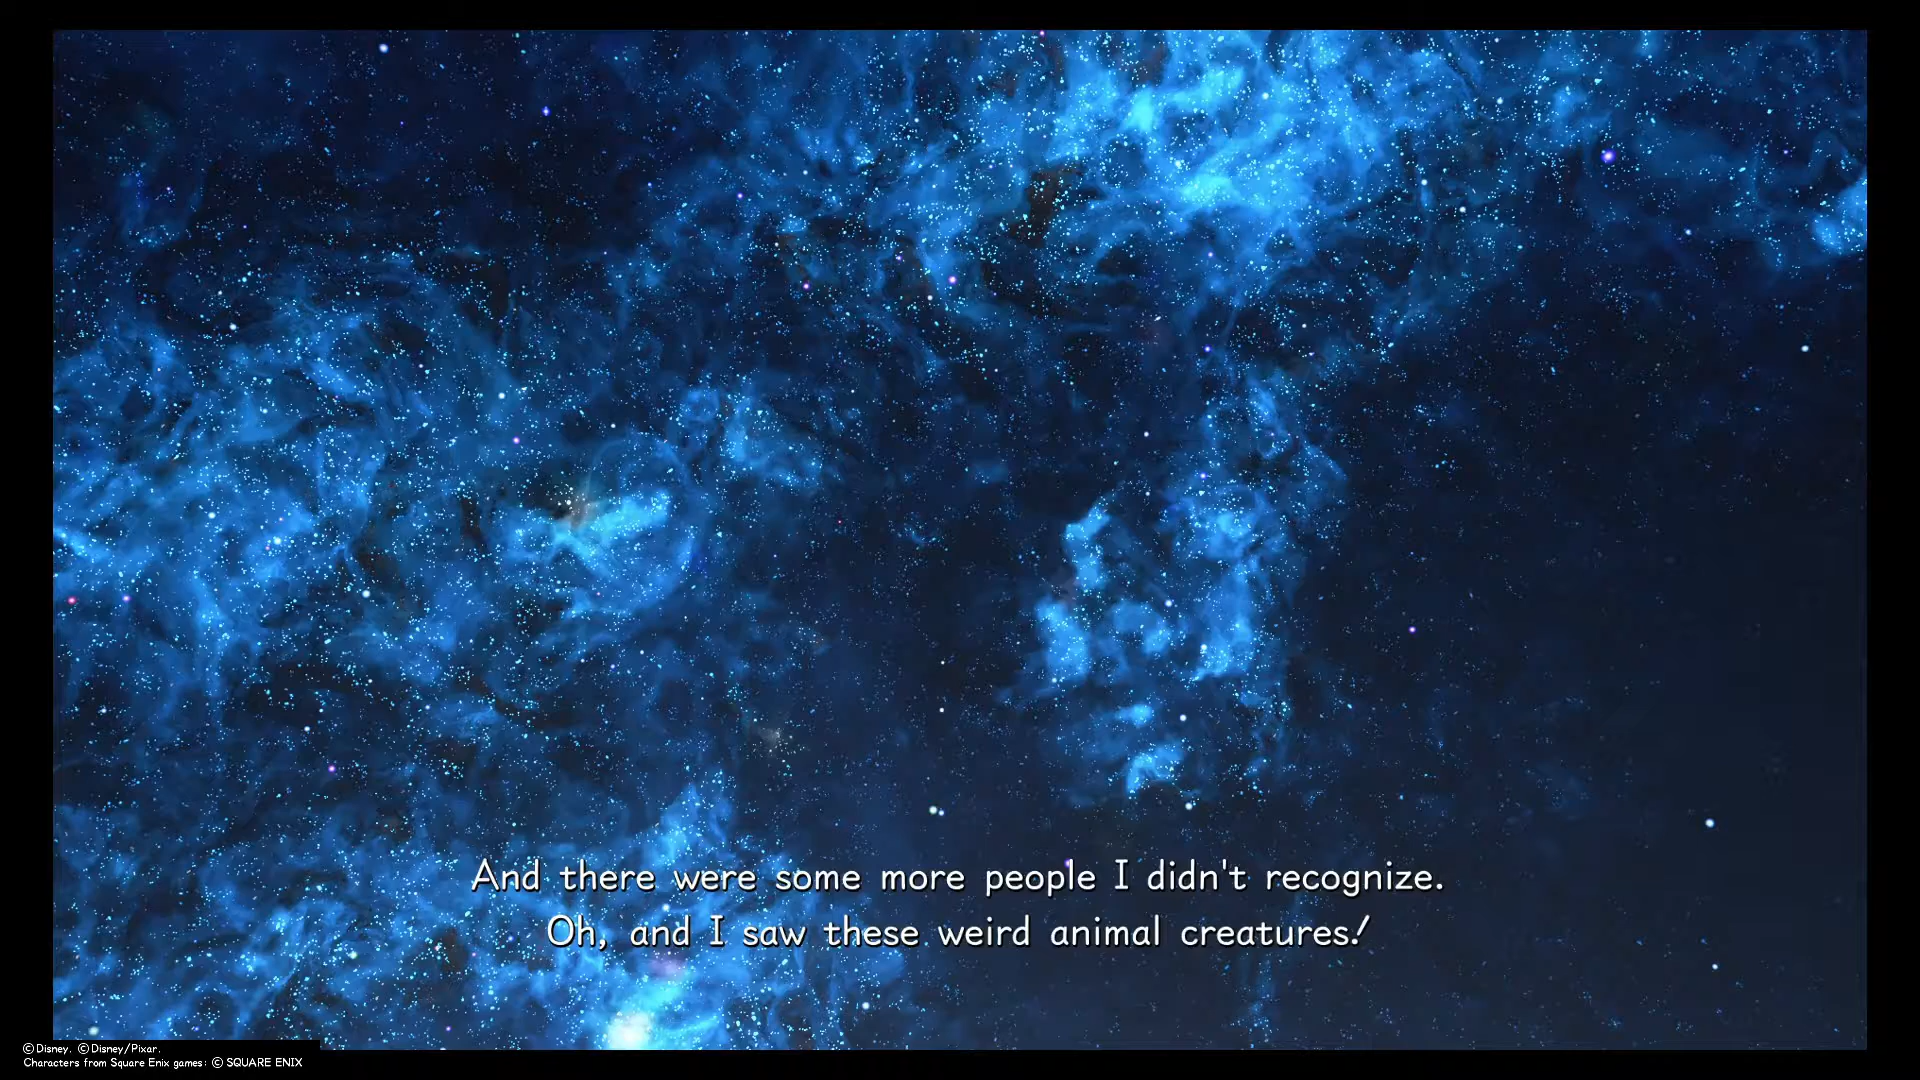 And there were some more people I didn't recognize.
Oh, and I saw these weird animal creatures!
©Disney. ©Disney/Pixar.
Characters from Square Enix games: © SQUARE ENIX